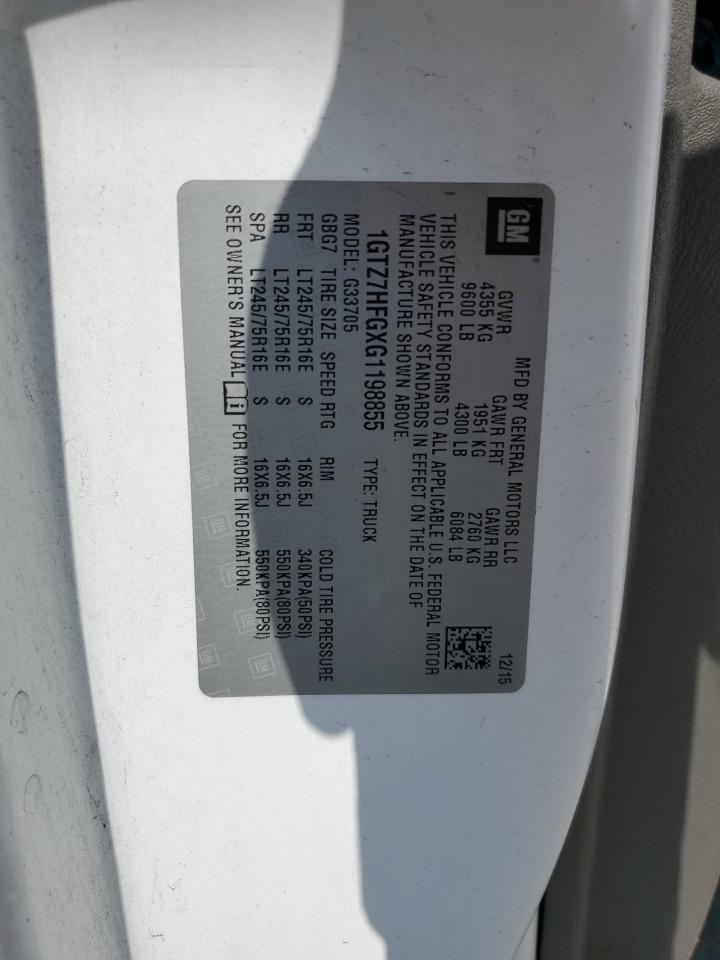 GM
MFD BY GENERAL MOTORS LLC 12/15
GVWR GAWR FRT GAWR RR
4355 KG 1951 KG 2760 KG
9600 LB 4300 LB 6084 LB
THIS VEHICLE CONFORMS TO ALL APPLICABLE U.S. FEDERAL MOTOR
VEHICLE SAFETY STANDARDS IN EFFECT ON THE DATE OF
MANUFACTURE SHOWN ABOVE.
1GTZ7HFGXG1198855 TYPE: TRUCK
MODEL: G33705
GBG7 TIRE SIZE SPEED RTG RIM COLD TIRE PRESSURE
FRT LT245/75R16E S 16X6.5J 340KPA(50PSI)
RR LT245/75R16E S 16X6.5J 550KPA(80PSI)
SPA LT245/75R16E S 16X6.5J 550KPA(80PSI)
SEE OWNER'S MANUAL FOR MORE INFORMATION.